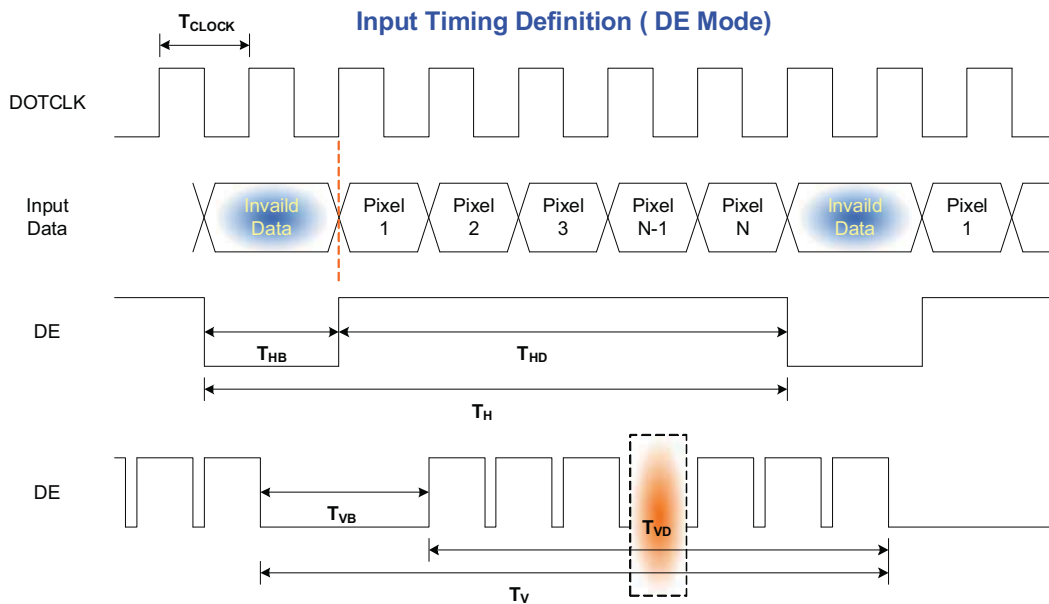 Input Timing Definition ( DE Mode)
TCLOCK
DOTCLK
Input
Data
Invaild
Data
Pixel
1
Pixel
2
Pixel
3
Pixel
N-1
Pixel
N
Invaild
Data
Pixel
1
DE
THB
THD
TH
DE
TVB
TVD
TV